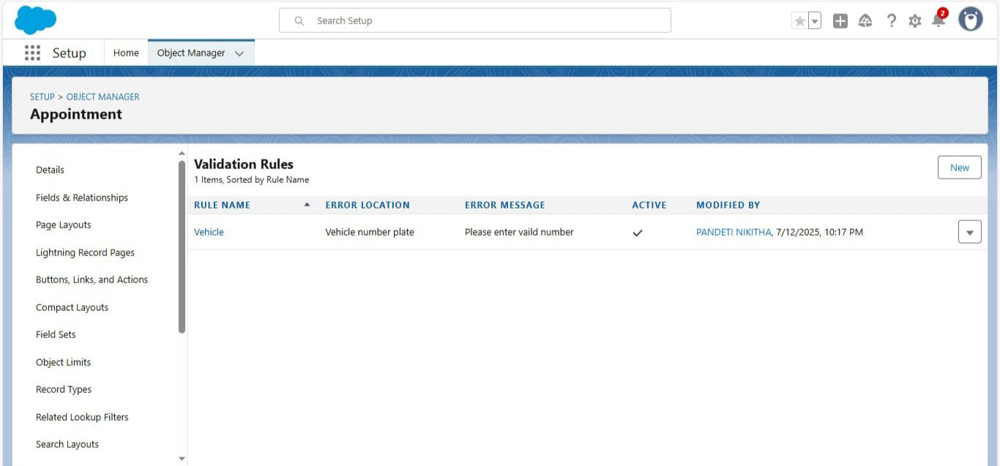 Search Setup
2
Setup
Home
Object Manager
SETUP > OBJECT MANAGER
Appointment
Details
Fields & Relationships
Page Layouts
Lightning Record Pages
Buttons, Links, and Actions
Compact Layouts
Field Sets
Object Limits
Record Types
Related Lookup Filters
Search Layouts
Validation Rules
1 Items, Sorted by Rule Name
New
RULE NAME ERROR LOCATION ERROR MESSAGE ACTIVE MODIFIED BY
Vehicle Vehicle number plate Please enter vaild number PANDETI NIKITHA, 7/12/2025, 10:17 PM